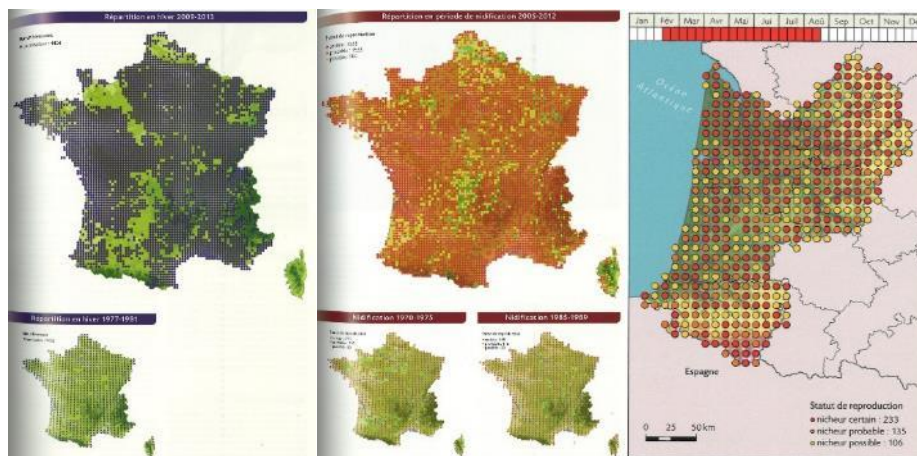 Répartition en hiver 2009-2013
Répartition en période de nidification 2005-2012
Répartition en hiver 1977-1981
Nidification 1970-1975
Nidification 1985-1989
Jan Fév Mar Avr Mai Jui Juil Aoû Sep Oct Nov
Océan
Atlantique
Espagne
0 25 50 km
Statut de reproduction
nicheur certain : 233
nicheur probable : 135
nicheur possible : 106